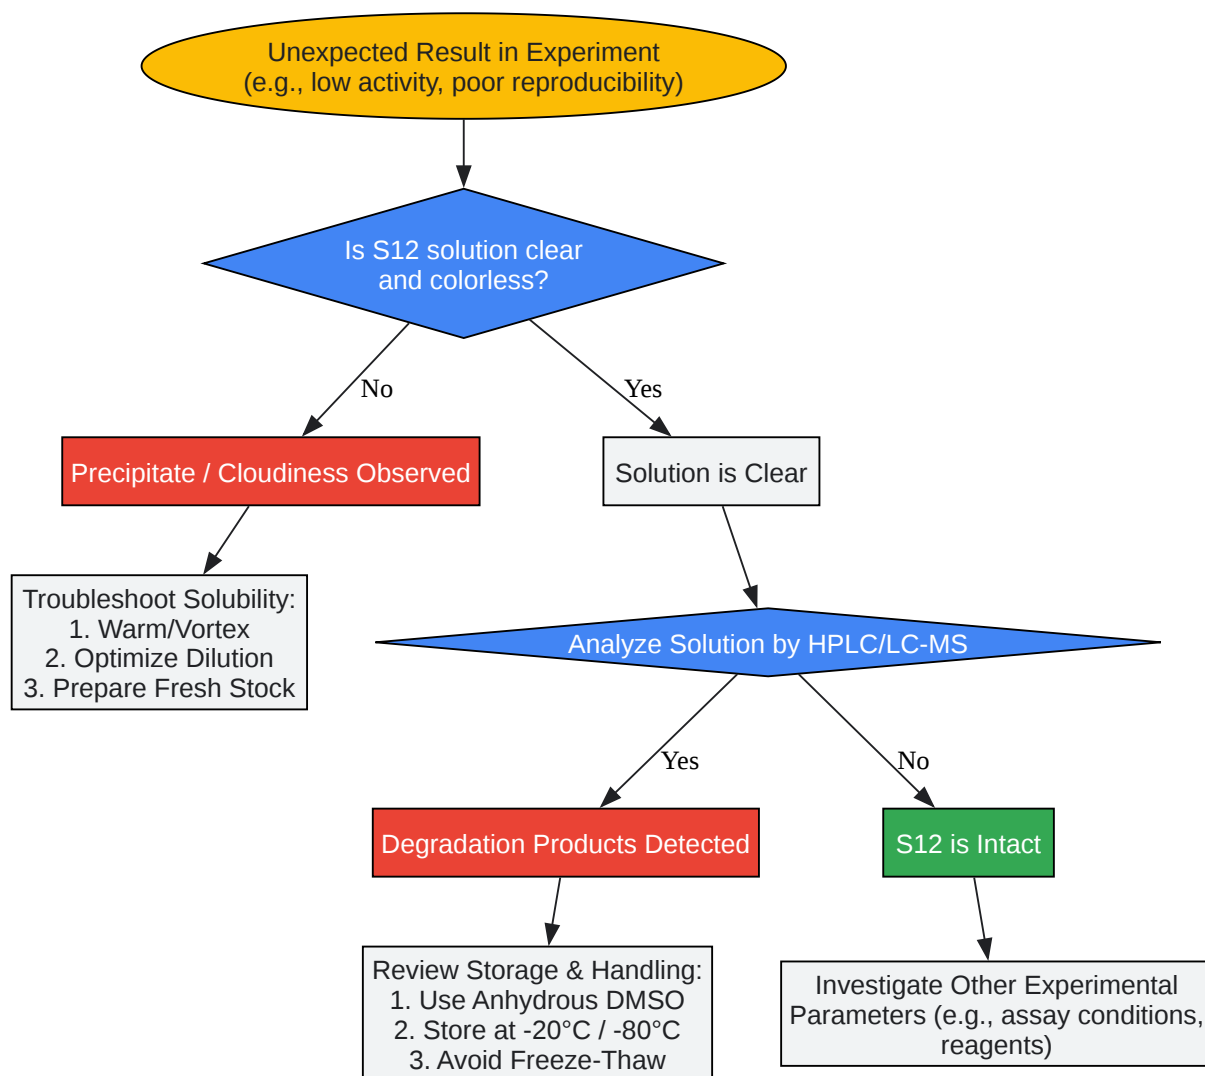 Unexpected Result in Experiment
(e.g., low activity, poor reproducibility)
Is S12 solution clear
and colorless?
No
Yes
Precipitate / Cloudiness Observed
Solution is Clear
Troubleshoot Solubility:
1. Warm/Vortex
2. Optimize Dilution
3. Prepare Fresh Stock
Analyze Solution by HPLC/LC-MS
Yes
No
Degradation Products Detected
S12 is Intact
Review Storage & Handling:
1. Use Anhydrous DMSO
2. Store at -20°C / -80°C
3. Avoid Freeze-Thaw
Investigate Other Experimental
Parameters (e.g., assay conditions,
reagents)